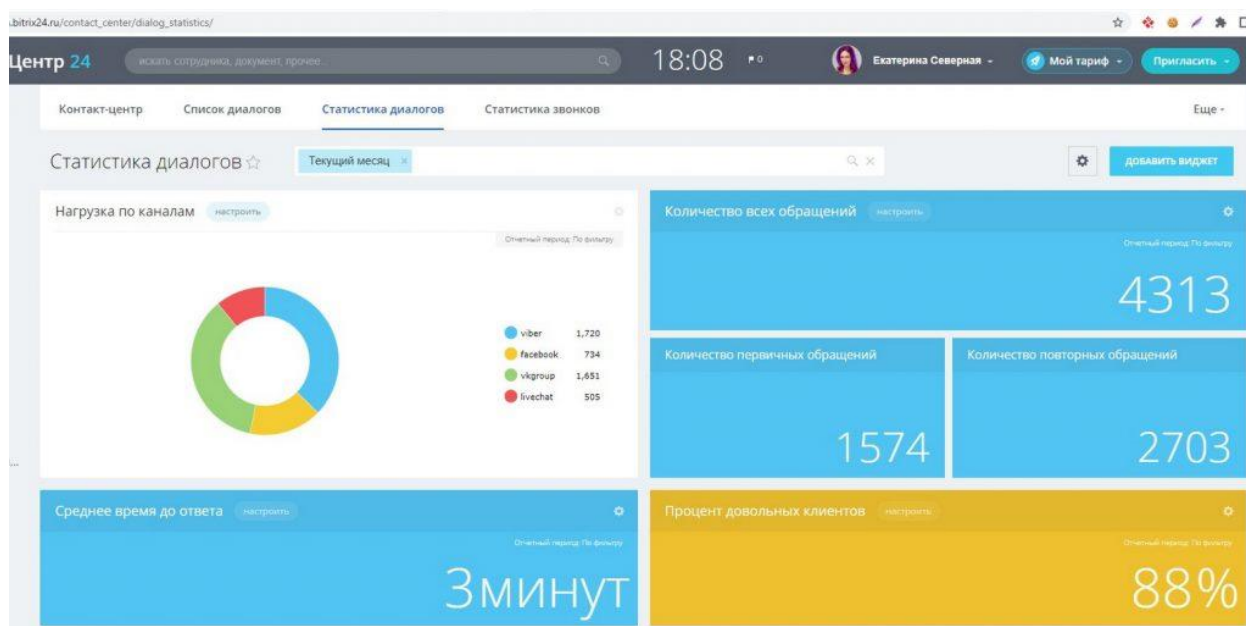 .bitrix24.ru/contact_center/dialog_statistics/
Центр 24
искать сотрудника, документ, прочее...
18:08
0
Екатерина Северная
Мой тариф
Пригласить
Контакт-центр
Список диалогов
Статистика диалогов
Статистика звонков
Еще
Статистика диалогов
Текущий месяц
ДОБАВИТЬ ВИДЖЕТ
Нагрузка по каналам
настроить
Отчетный период: По фильтру
viber 1,720
facebook 734
vkgroup 1,651
livechat 505
Количество всех обращений
настроить
Отчетный период: По фильтру
4313
Количество первичных обращений
1574
Количество повторных обращений
2703
Среднее время до ответа
настроить
Отчетный период: По фильтру
3минут
Процент довольных клиентов
настроить
Отчетный период: По фильтру
88%